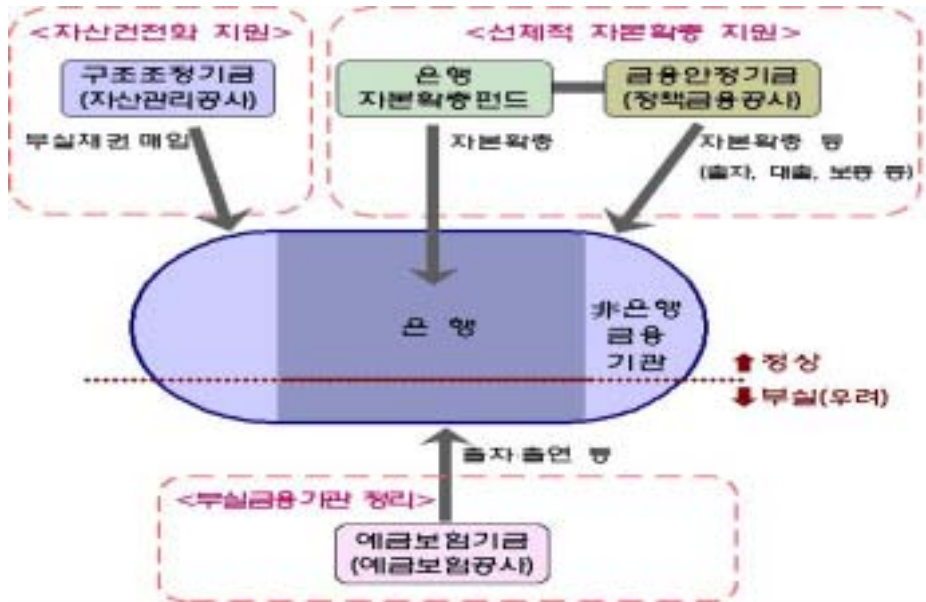 <자산건전화 지원>
<선제적 자본확충 지원>
구조조정기금
(자산관리공사)
은행
자본확충펀드
금융안정기금
(정책금융공사)
부실채권 매입
자본확충
자본확충 등
(출자, 대출, 보증 등)
은 행
非은행
금융
기관
정상
부실(우려)
출자·출연 등
<부실금융기관 정리>
예금보험기금
(예금보험공사)